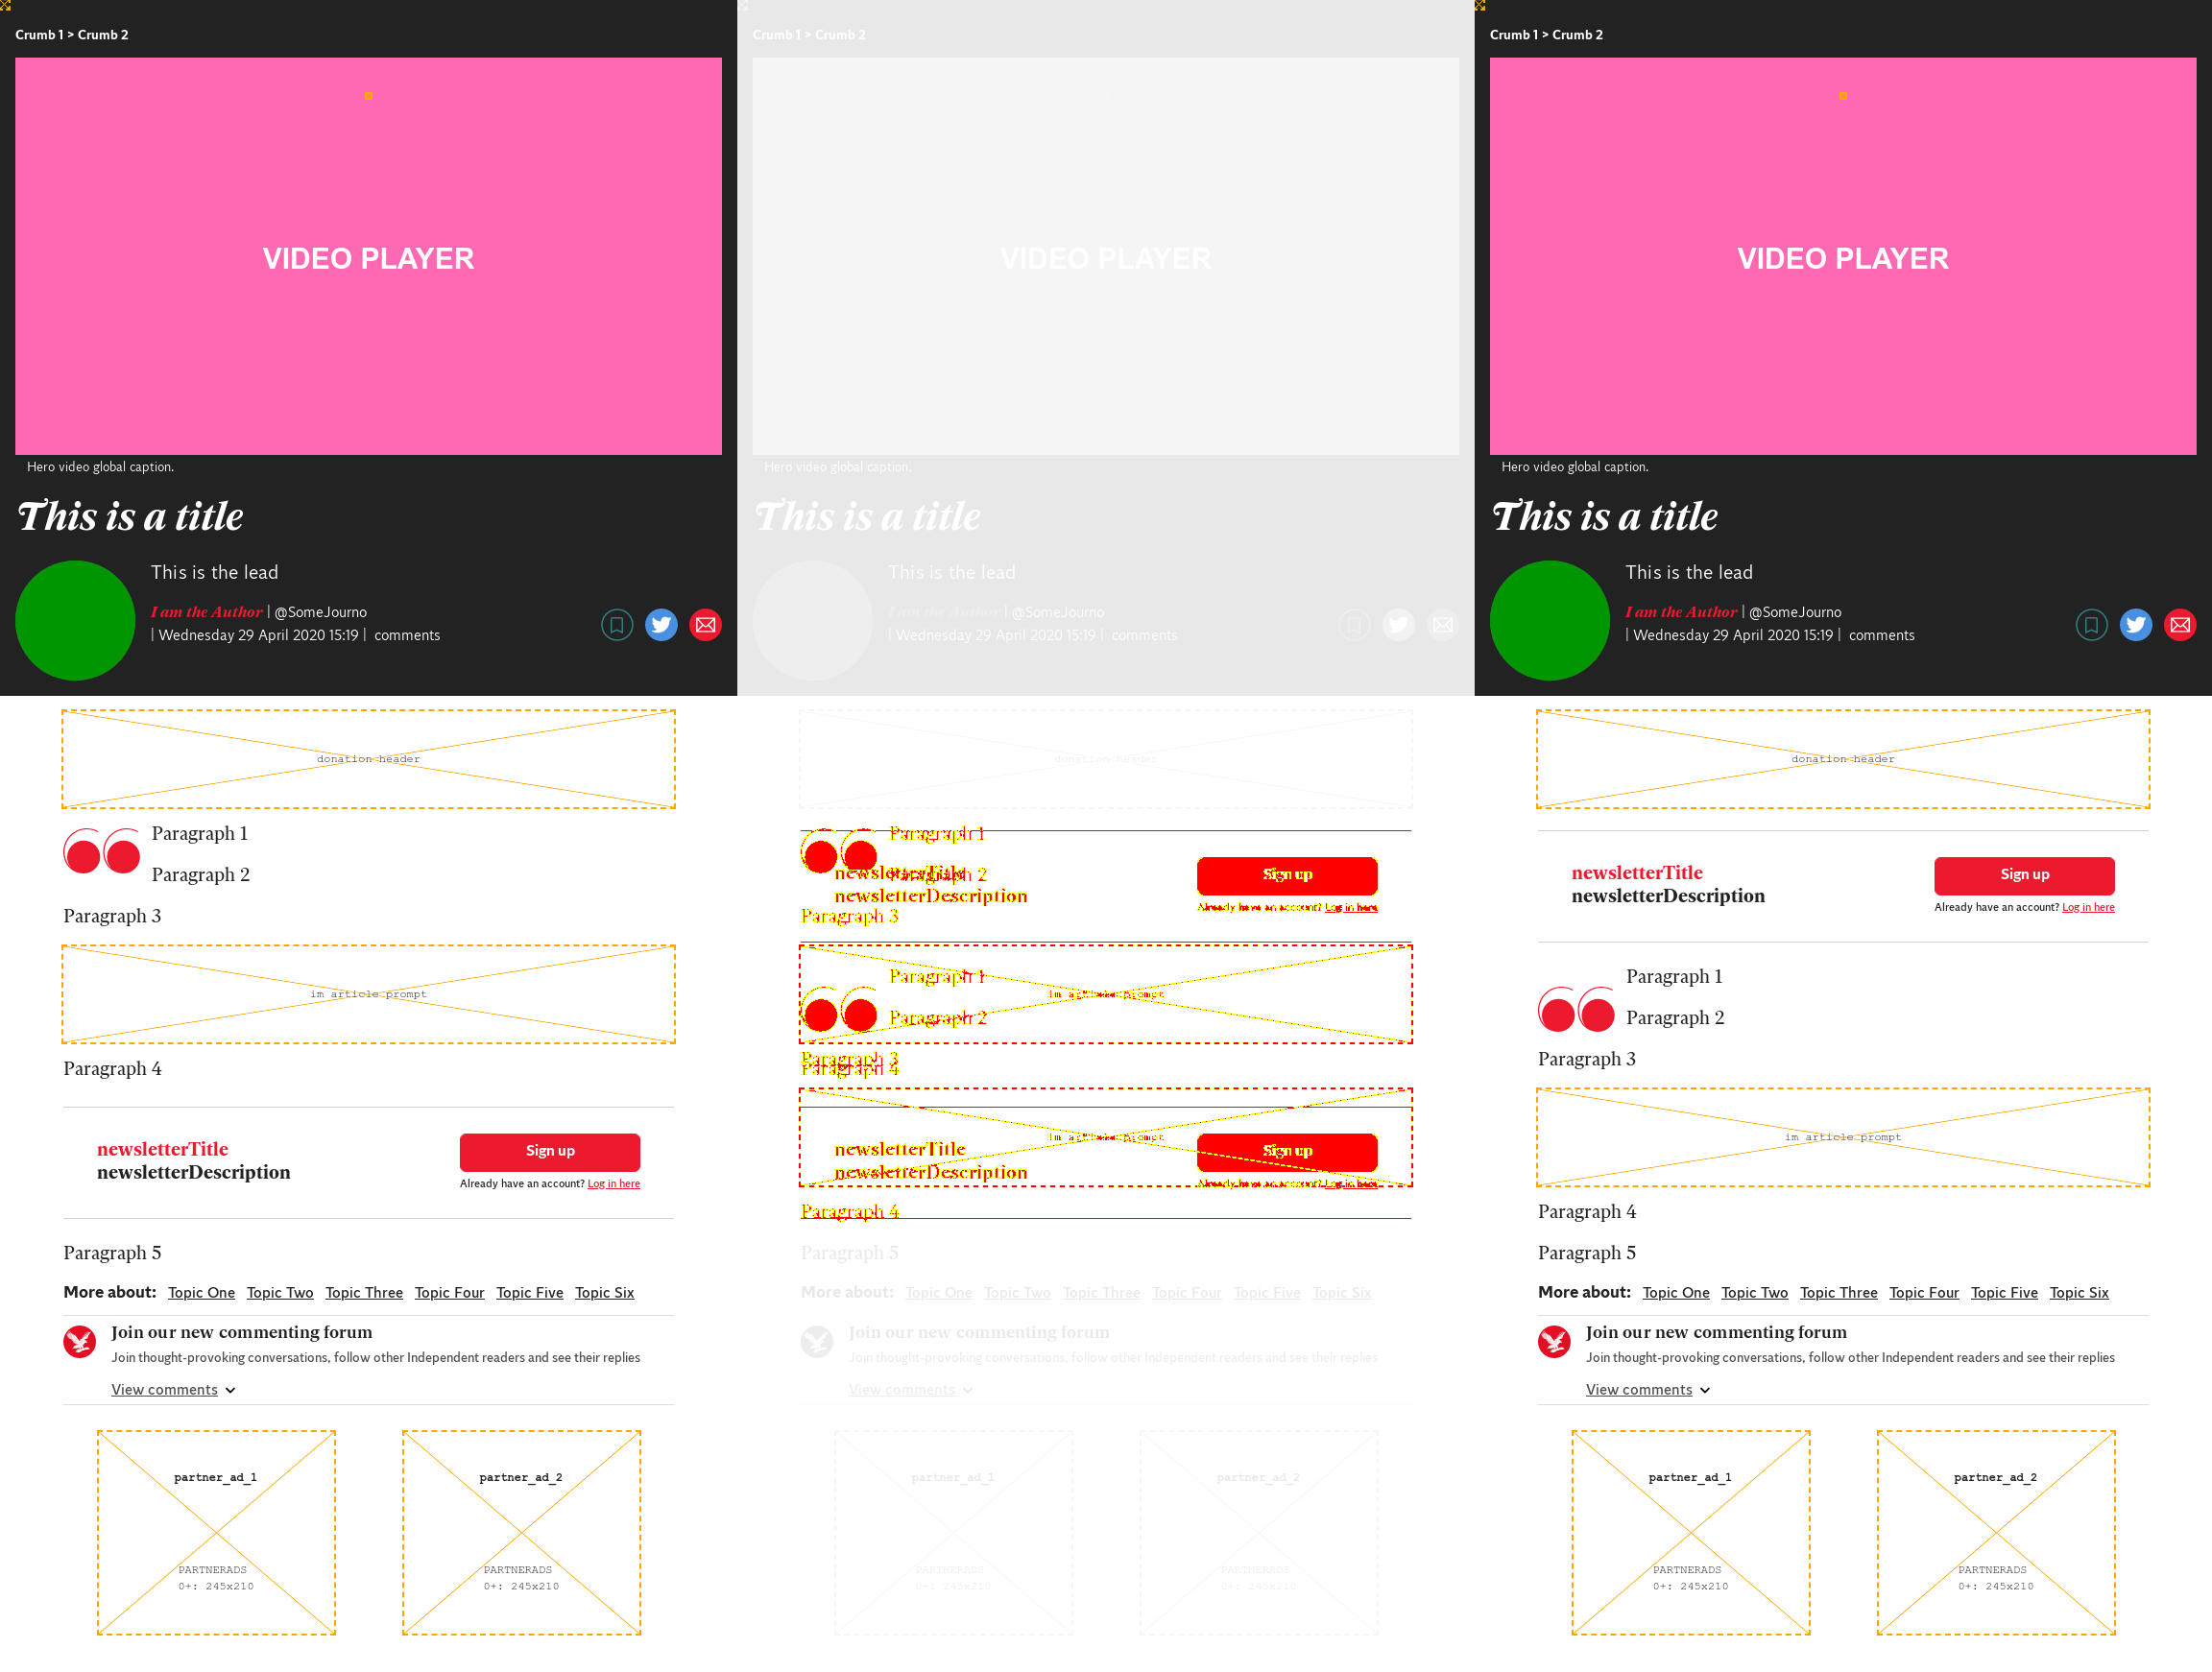 Crumb 1 > Crumb 2
VIDEO PLAYER
Hero video global caption.
This is a title
This is the lead
I am the Author | @SomeJourno
| Wednesday 29 April 2020 15:19 | comments
donation header
Paragraph 1
Paragraph 2
Paragraph 3
im article prompt
Paragraph 4
newsletterTitle
newsletterDescription
Sign up
Already have an account? Log in here
Paragraph 5
More about: Topic One Topic Two Topic Three Topic Four Topic Five Topic Six
Join our new commenting forum
Join thought-provoking conversations, follow other Independent readers and see their replies
View comments
partner_ad_1
PARTNERADS
0+: 245x210
partner_ad_2
PARTNERADS
0+: 245x210
Crumb 1 > Crumb 2
VIDEO PLAYER
Hero video global caption.
This is a title
This is the lead
I am the Author | @SomeJourno
| Wednesday 29 April 2020 15:19 | comments
donation header
Paragraph 1
newsletterTitle
Paragraph 2
newsletterDescription
Sign up
Already have an account? Log in here
Paragraph 3
Paragraph 1
im article prompt
Paragraph 2
Paragraph 3
Paragraph 4
im article prompt
newsletterTitle
newsletterDescription
Sign up
Already have an account? Log in here
Paragraph 4
Paragraph 5
More about: Topic One Topic Two Topic Three Topic Four Topic Five Topic Six
Join our new commenting forum
Join thought-provoking conversations, follow other Independent readers and see their replies
View comments
partner_ad_1
PARTNERADS
0+: 245x210
partner_ad_2
PARTNERADS
0+: 245x210
Crumb 1 > Crumb 2
VIDEO PLAYER
Hero video global caption.
This is a title
This is the lead
I am the Author | @SomeJourno
| Wednesday 29 April 2020 15:19 | comments
donation header
newsletterTitle
newsletterDescription
Sign up
Already have an account? Log in here
Paragraph 1
Paragraph 2
Paragraph 3
im article prompt
Paragraph 4
Paragraph 5
More about: Topic One Topic Two Topic Three Topic Four Topic Five Topic Six
Join our new commenting forum
Join thought-provoking conversations, follow other Independent readers and see their replies
View comments
partner_ad_1
PARTNERADS
0+: 245x210
partner_ad_2
PARTNERADS
0+: 245x210